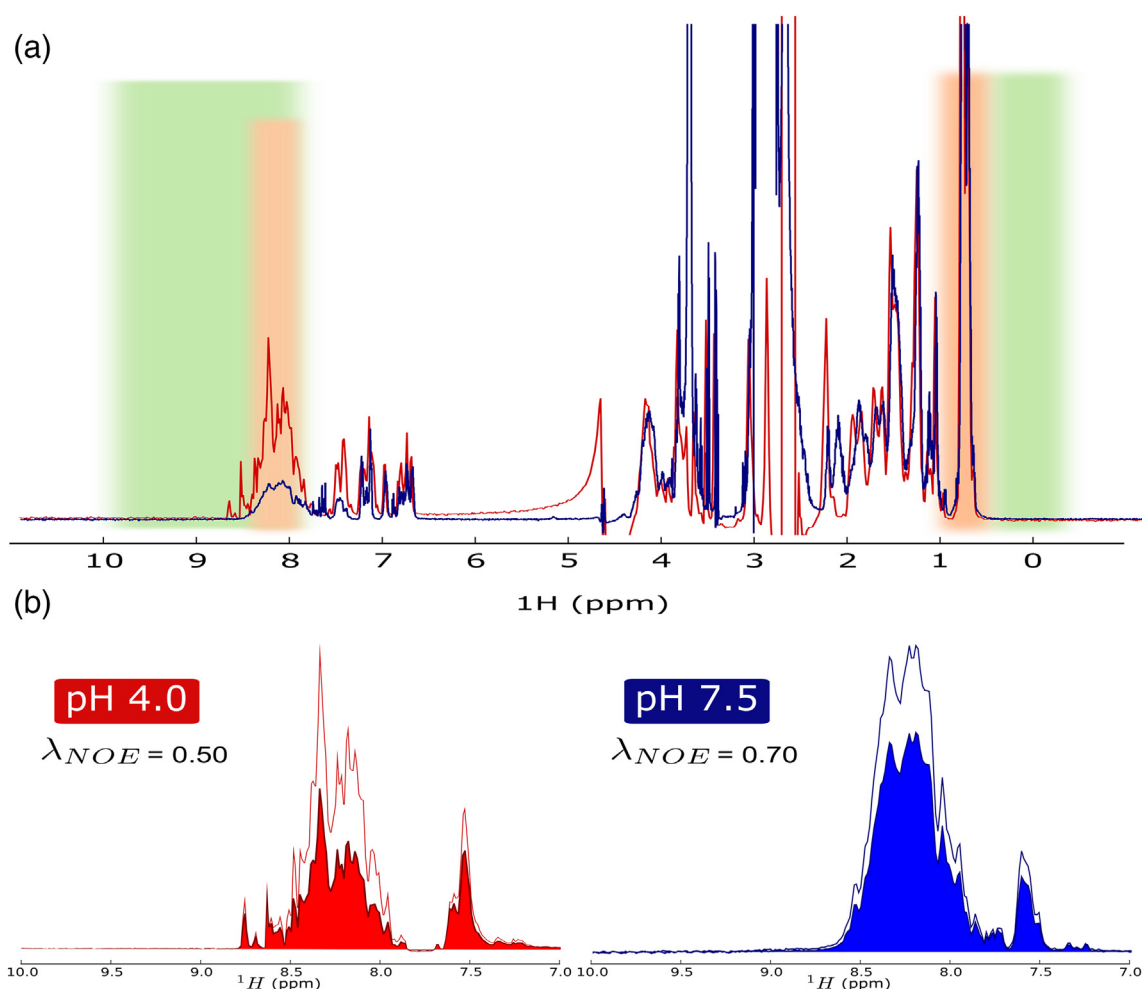 (a)
10 9 8 7 6 5 4 3 2 1 0
1H (ppm)
(b)
pH 4.0
λNOE = 0.50
10.0 9.5 9.0 8.5 8.0 7.5 7.0
¹H (ppm)
pH 7.5
λNOE = 0.70
10.0 9.5 9.0 8.5 8.0 7.5 7.0
¹H (ppm)